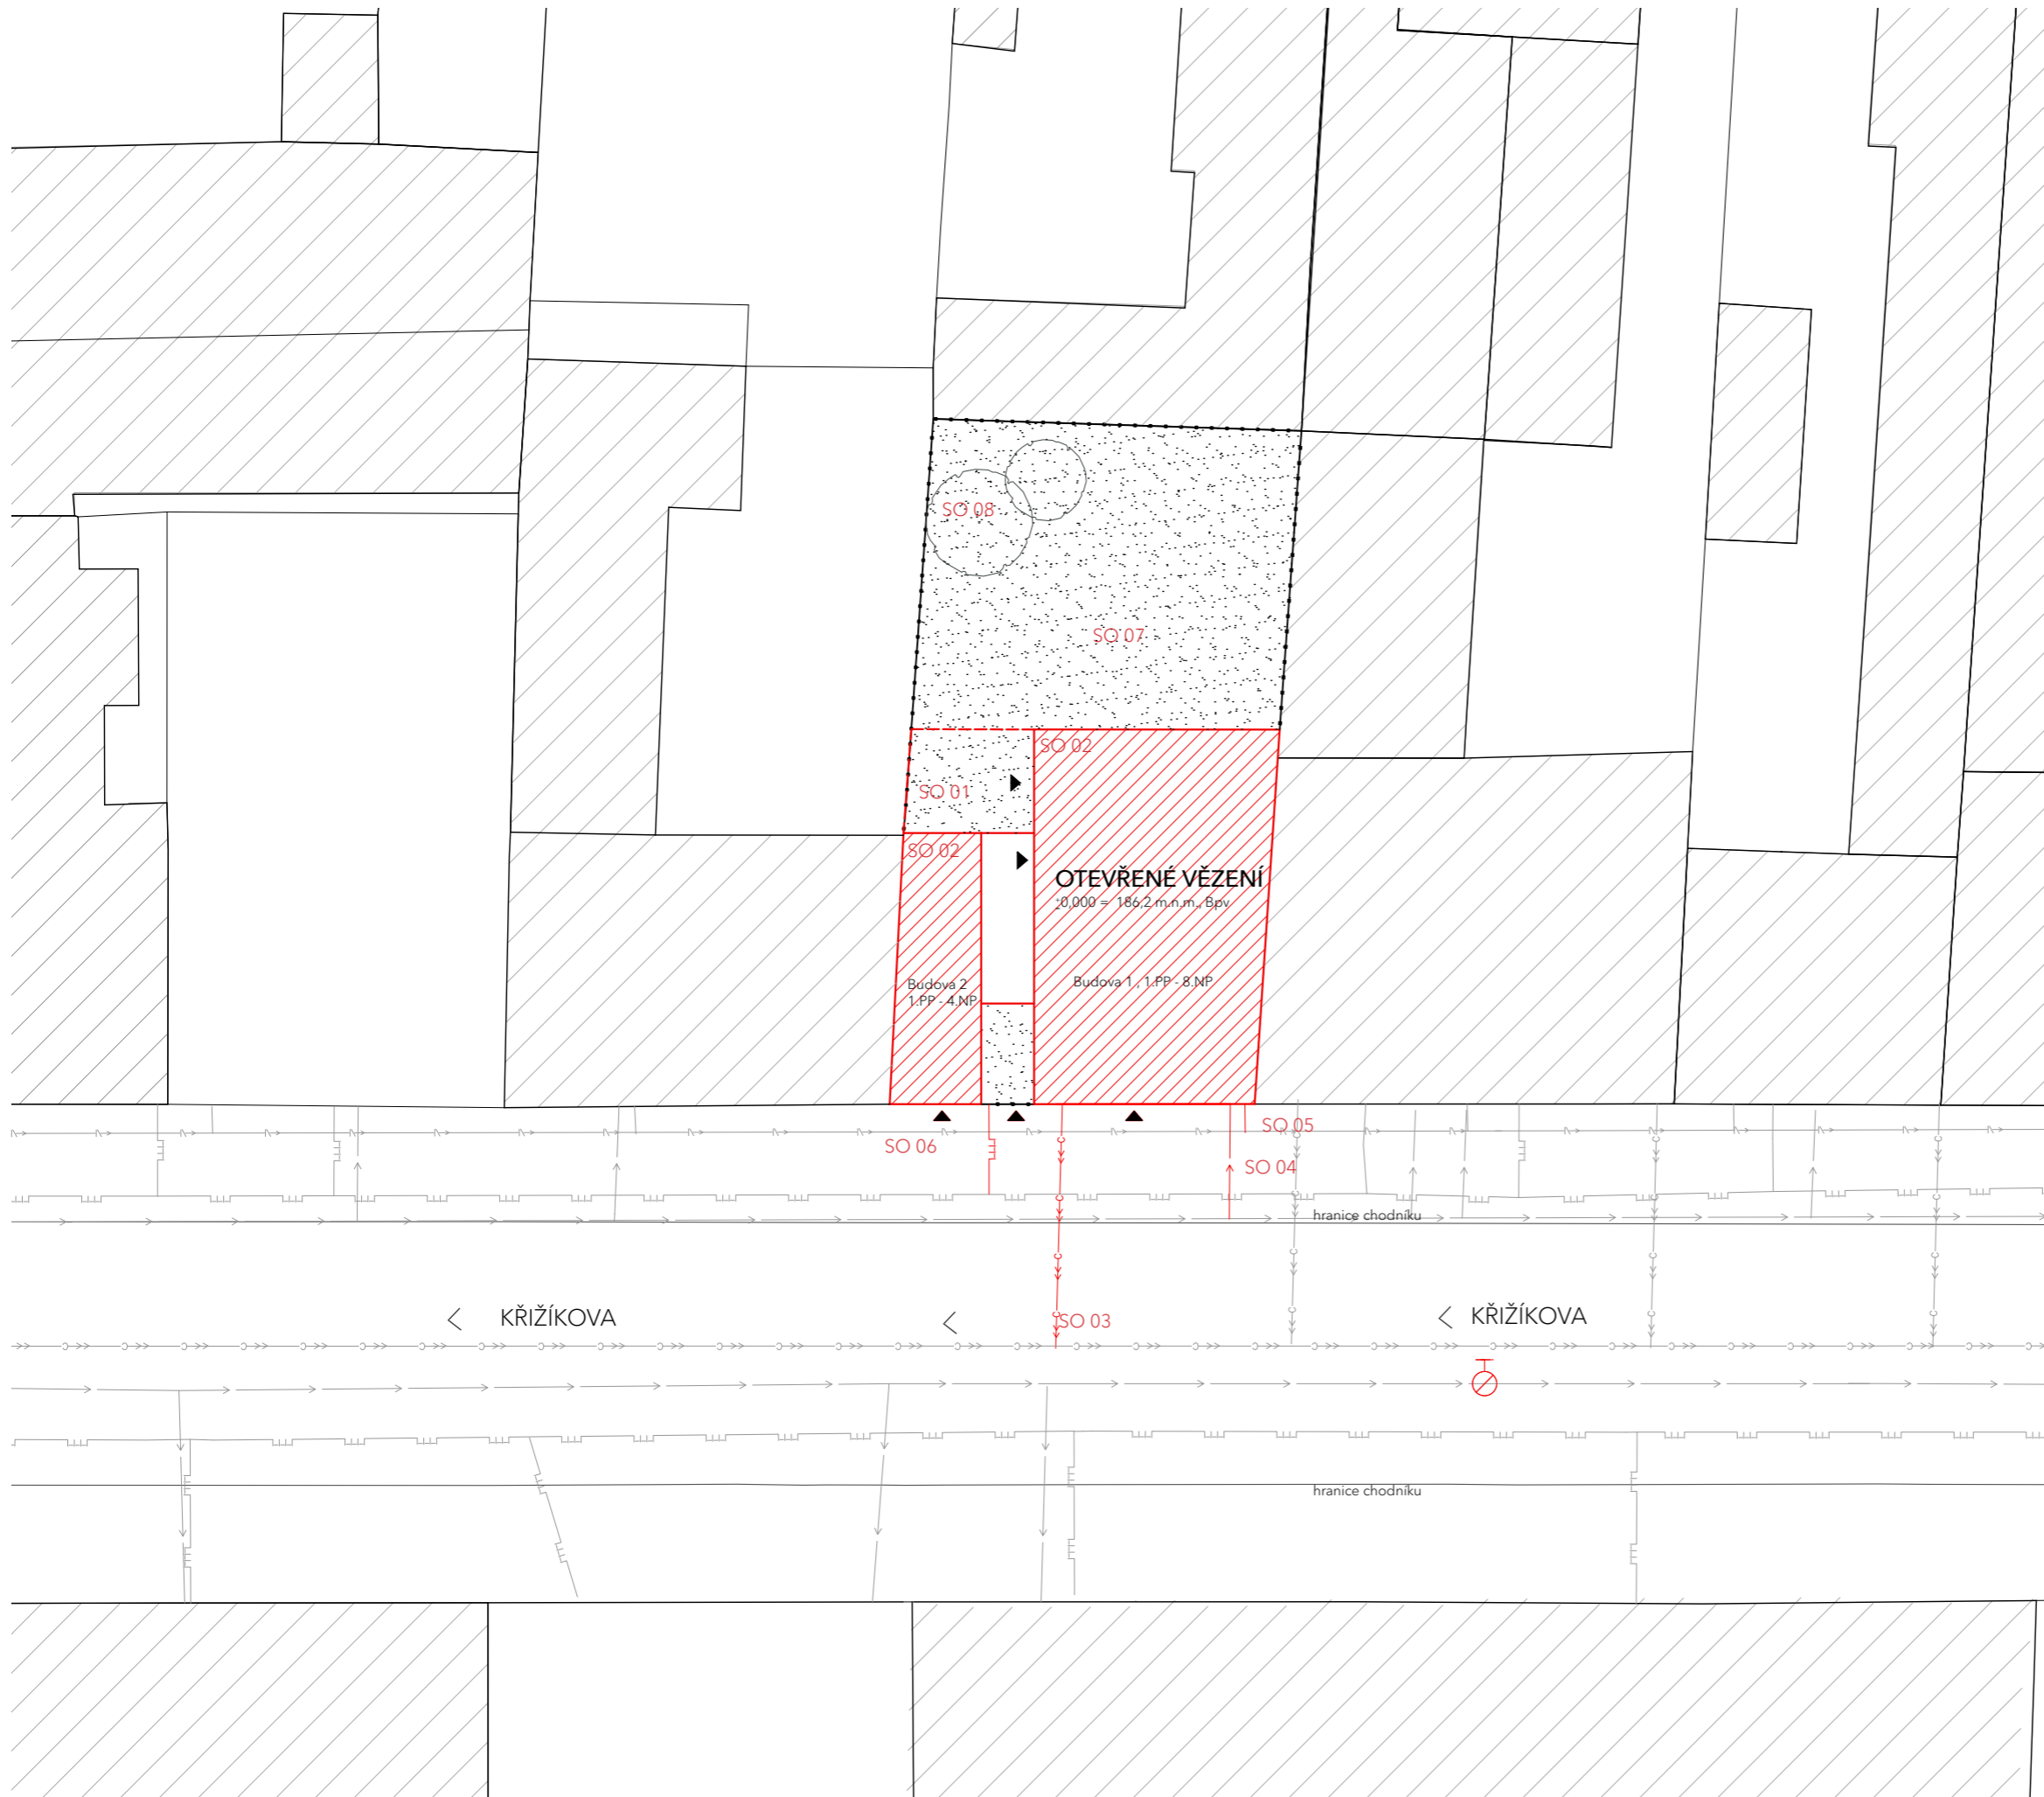 SO 08
SO 07
SO 02
SO 01
SO 02
OTEVŘENÉ VĚZENÍ
±0,000 = 186,2 m.n.m., Bpv
Budova 2
1.PP - 4.NP
Budova 1 , 1.PP - 8.NP
SO 05
SO 06
SO 04
hranice chodníku
KŘIŽÍKOVA
SO 03
KŘIŽÍKOVA
hranice chodníku